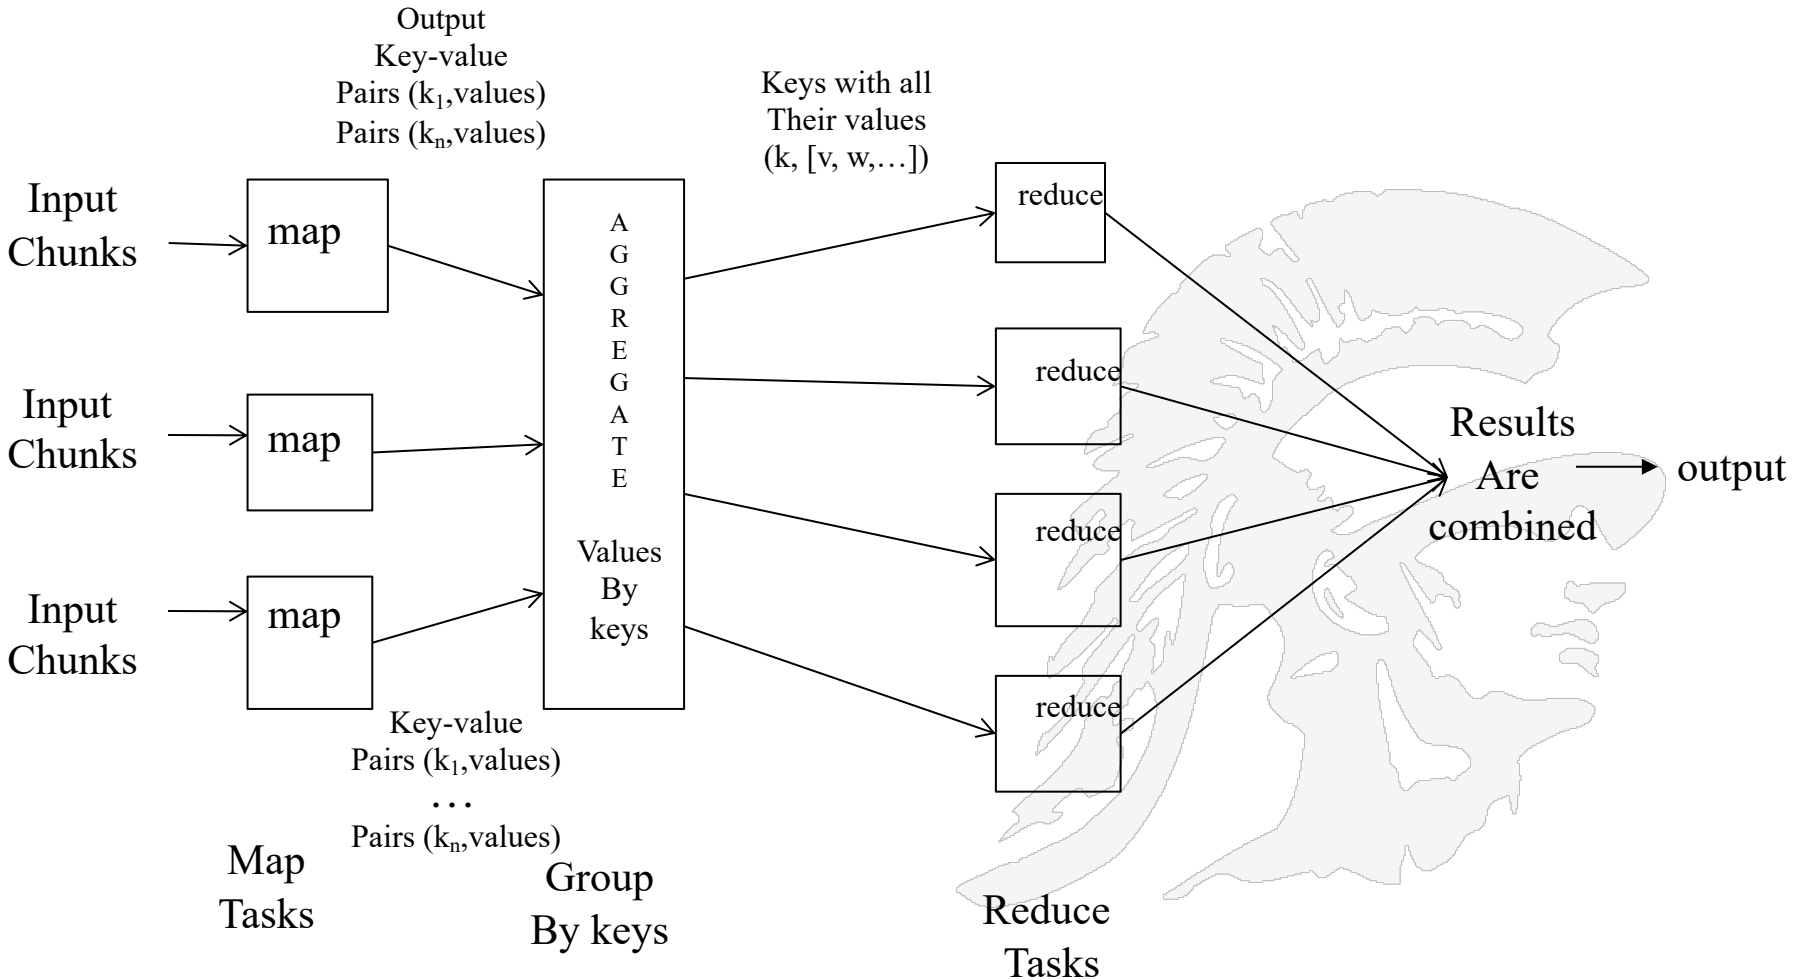 Output
Key-value
Pairs (k1,values)
Pairs (kn,values)
Keys with all
Their values
(k, [v, w,…])
Input
Chunks
map
Input
Chunks
map
Input
Chunks
map
A
G
G
R
E
G
A
T
E
Values
By
keys
reduce
reduce
reduce
reduce
Results
Are
combined
output
Key-value
Pairs (k1,values)
…
Pairs (kn,values)
Map
Tasks
Group
By keys
Reduce
Tasks